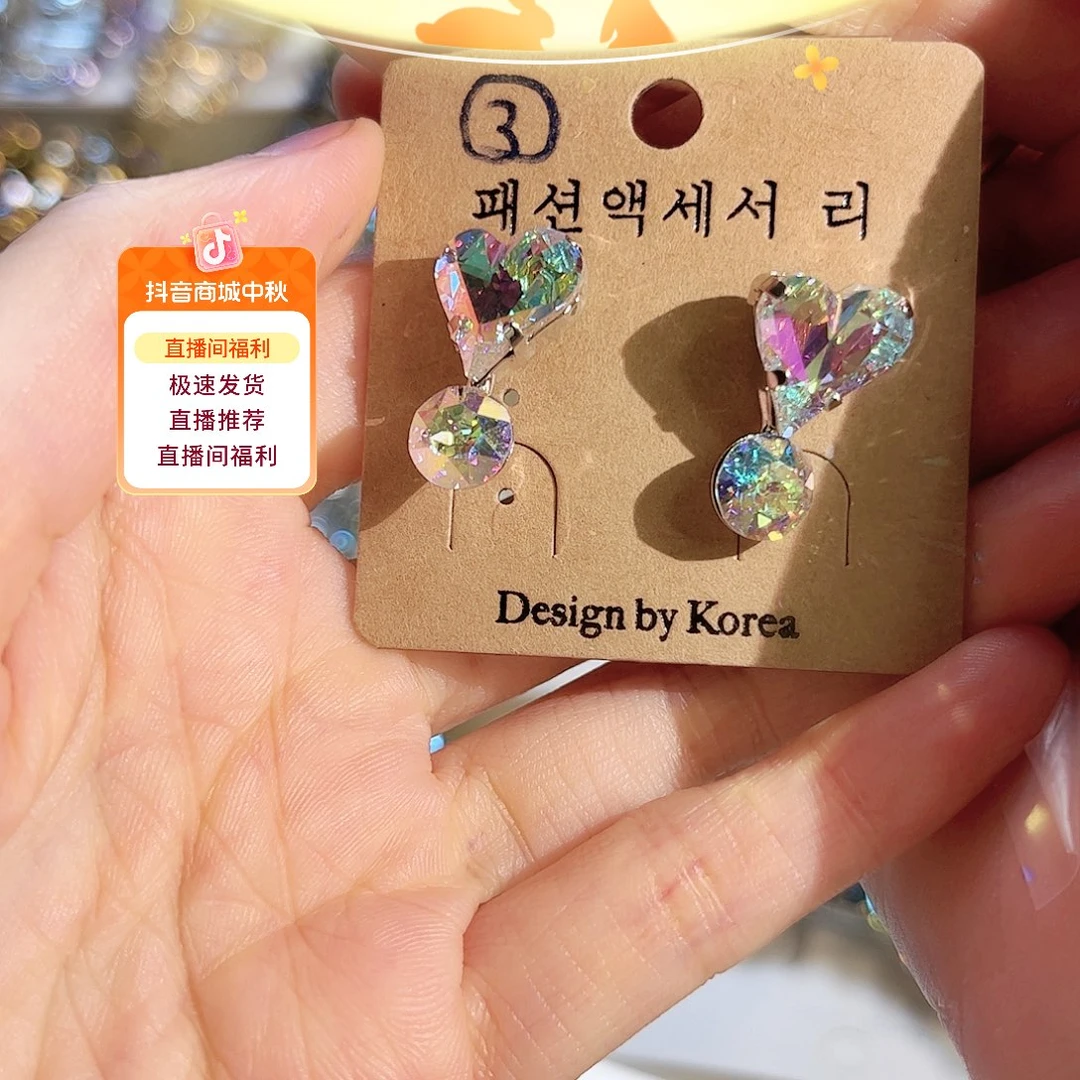 3
패션액세서 리
抖音商城中秋
直播间福利
极速发货
直播推荐
直播间福利
Design by Korea